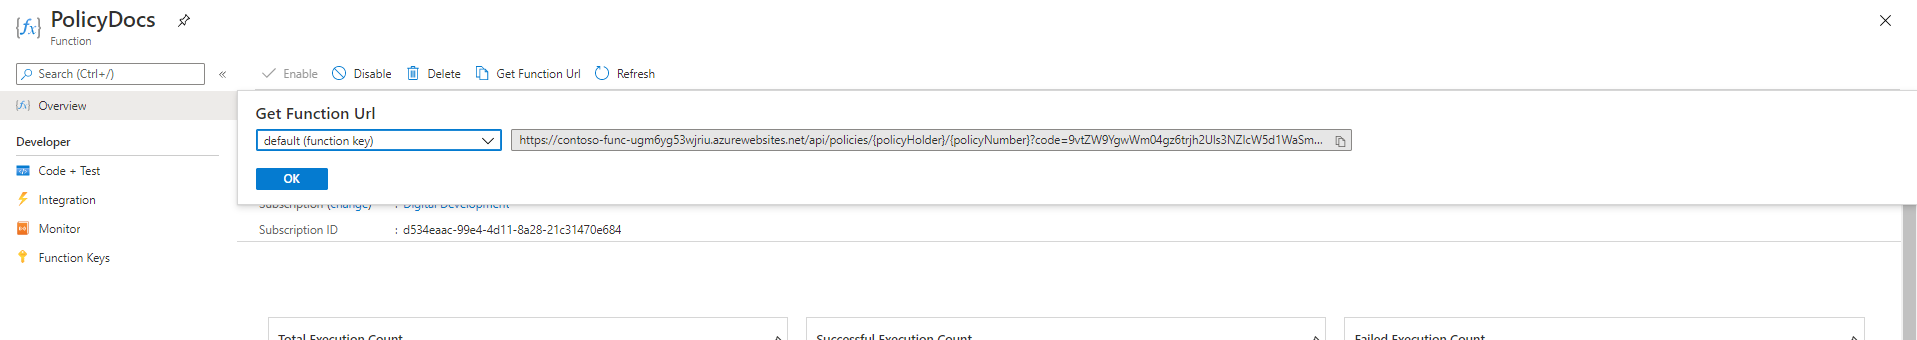 PolicyDocs
Function
Search (Ctrl+/)
«
Enable
Disable
Delete
Get Function Url
Refresh
Overview
Get Function Url
default (function key)
https://contoso-func-ugm6yg53wjriu.azurewebsites.net/api/policies/{policyHolder}/{policyNumber}?code=9vtZW9YgwWm04gz6trjh2Uls3NZIcW5d1WaSm...
OK
Developer
Code + Test
Integration
Monitor
Function Keys
Subscription (change) : Digital Development
Subscription ID : d534eaac-99e4-4d11-8a28-21c31470e684
Total Execution Count
Successful Execution Count
Failed Execution Count